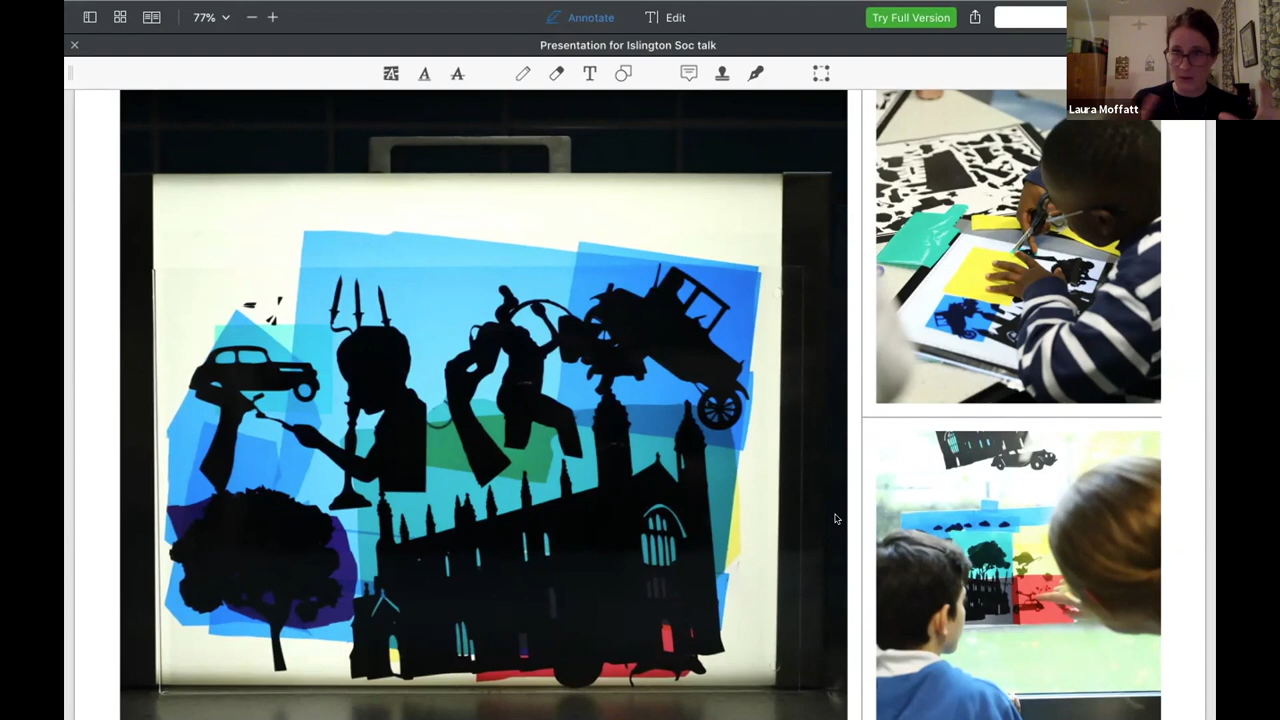 77%
Annotate
T Edit
Try Full Version
Presentation for Islington Soc talk
A A A T
Laura Moffatt